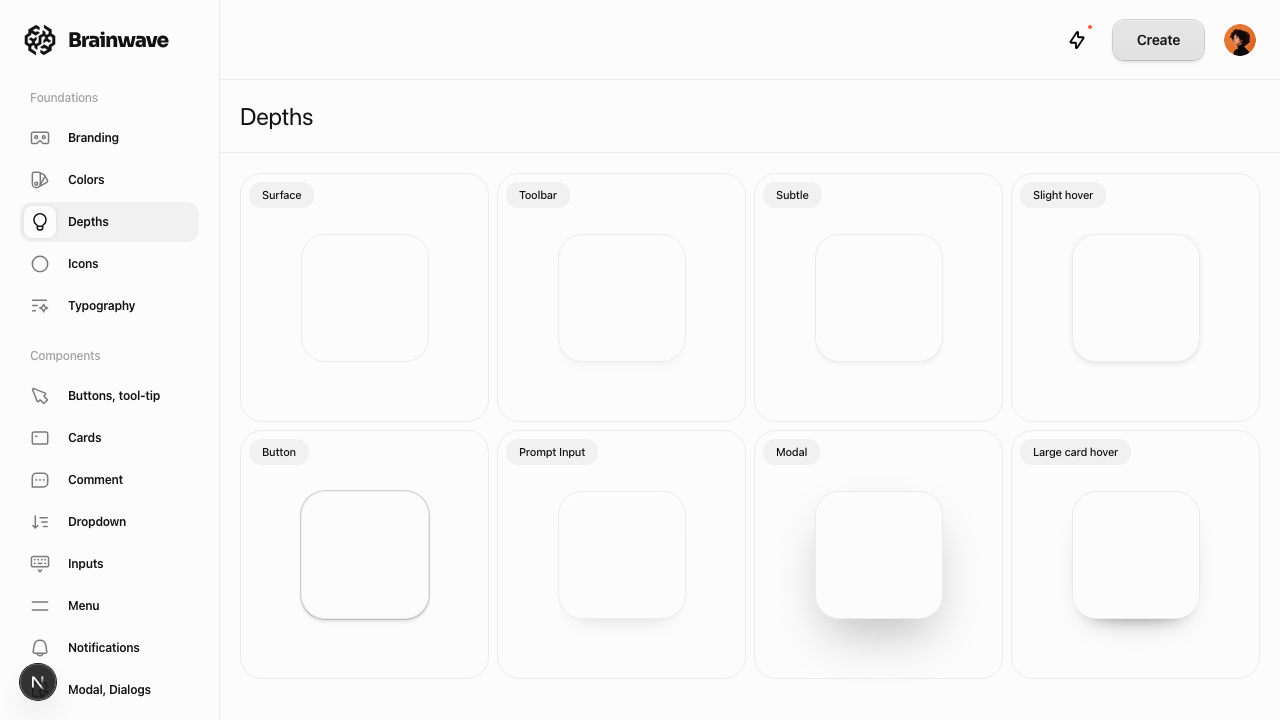 Brainwave
Create
Foundations
Branding
Colors
Depths
Icons
Typography
Components
Buttons, tool-tip
Cards
Comment
Dropdown
Inputs
Menu
Notifications
Modal, Dialogs
N
Depths
Surface
Toolbar
Subtle
Slight hover
Button
Prompt Input
Modal
Large card hover